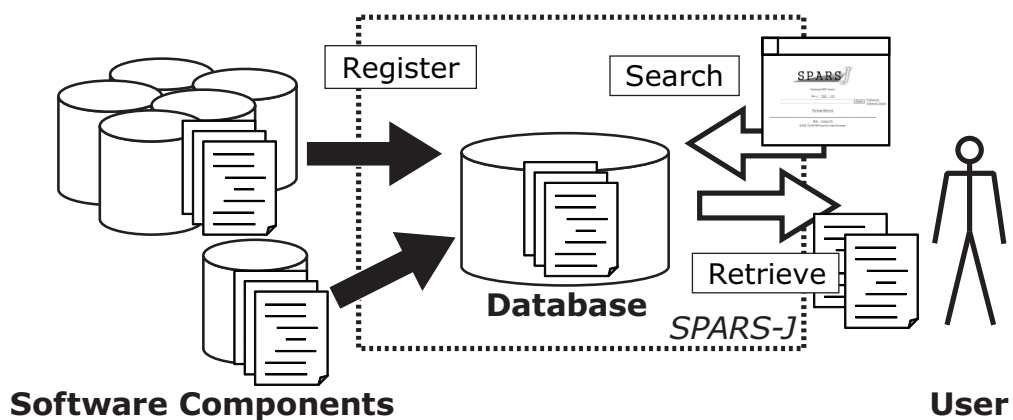 Register
Search
SPARS J
Database
Retrieve
SPARS-J
Software Components
User